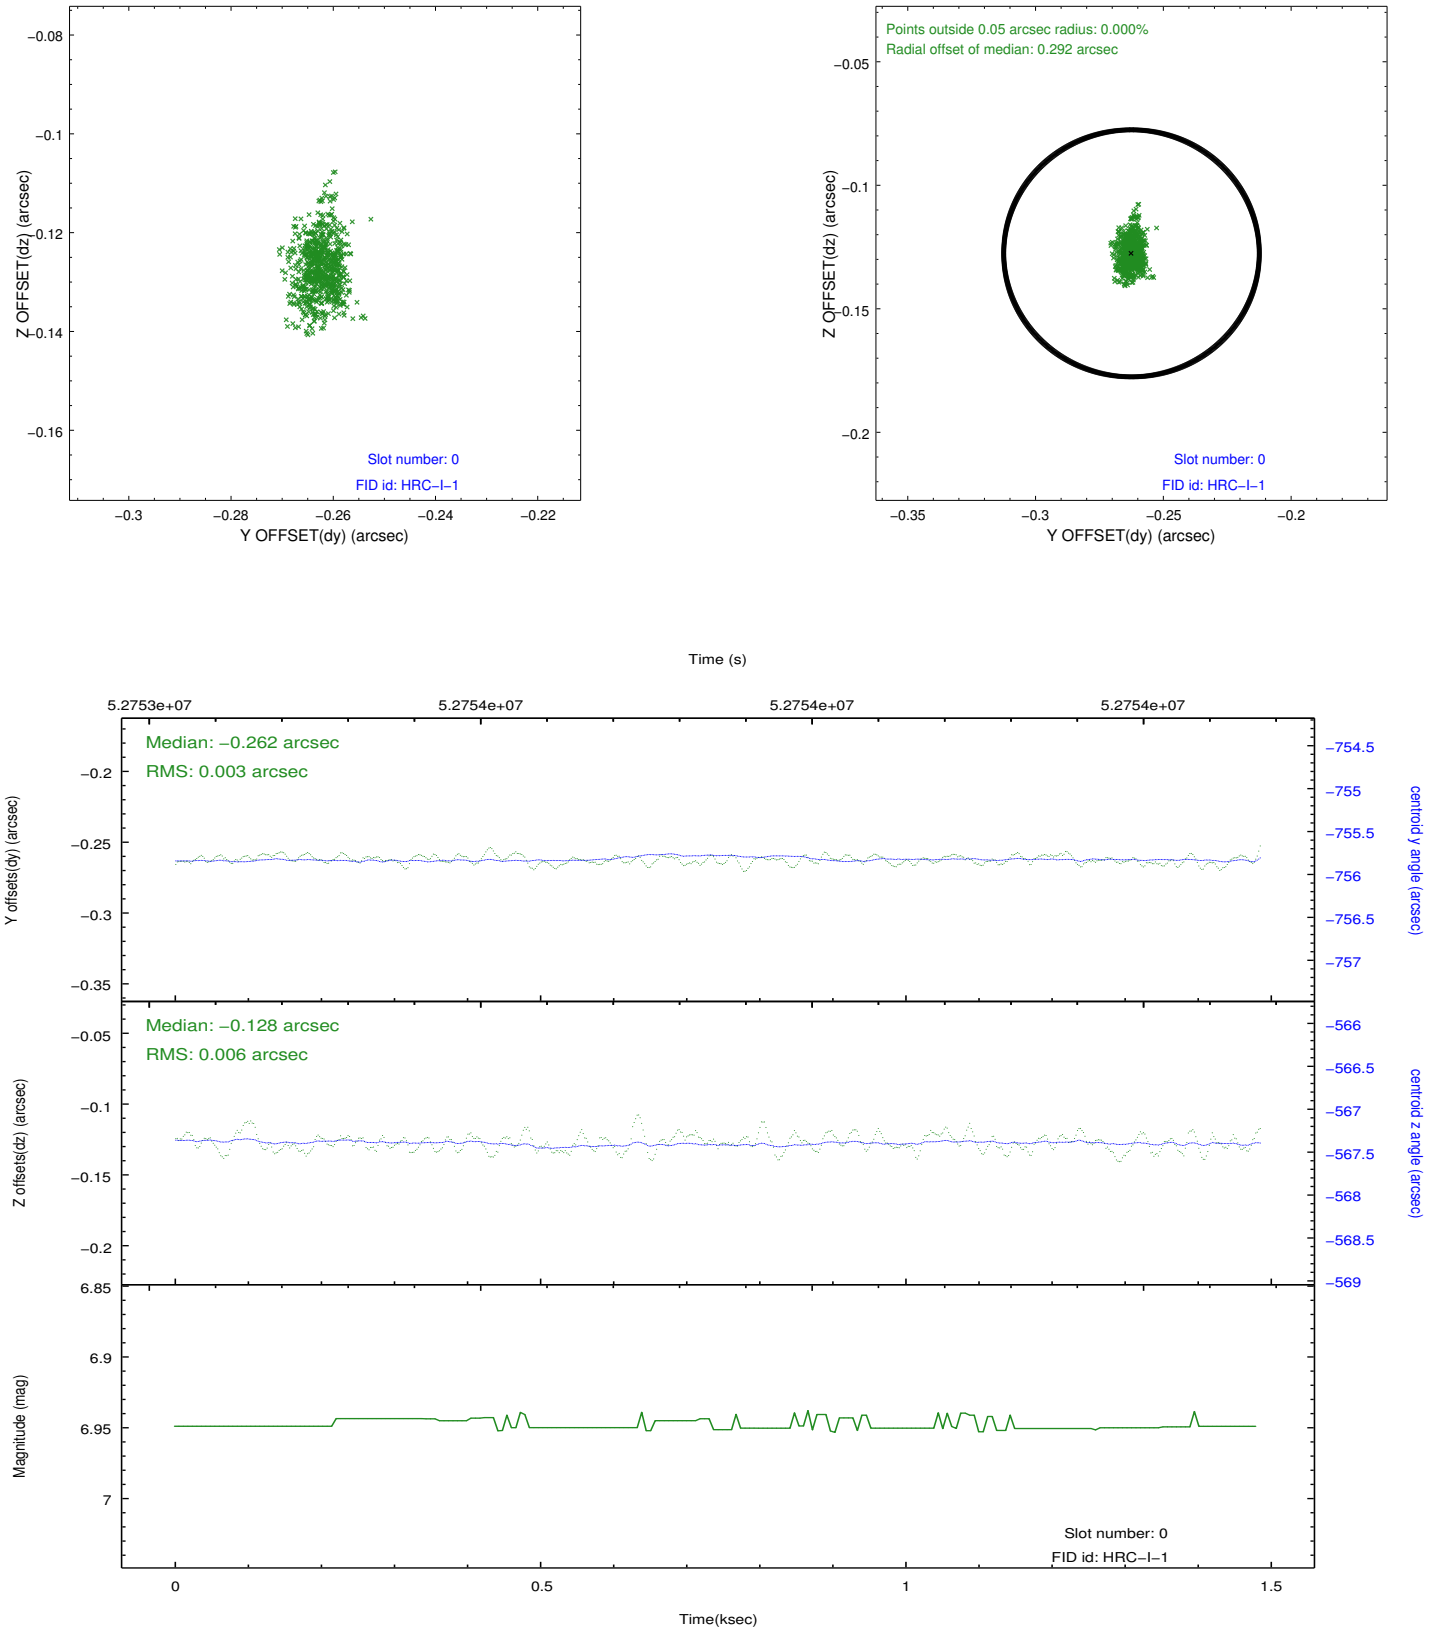 −0.08
−0.1
−0.12
−0.14
−0.16
Z OFFSET(dz) (arcsec)
Slot number: 0
FID id: HRC−I−1
−0.3
−0.28
−0.26
−0.24
−0.22
Y OFFSET(dy) (arcsec)
Points outside 0.05 arcsec radius: 0.000%
Radial offset of median: 0.292 arcsec
−0.05
−0.1
−0.15
−0.2
Z OFFSET(dz) (arcsec)
Slot number: 0
FID id: HRC−I−1
−0.35
−0.3
−0.25
−0.2
Y OFFSET(dy) (arcsec)
Time (s)
5.2753e+07
5.2754e+07
5.2754e+07
5.2754e+07
Median: −0.262 arcsec
RMS: 0.003 arcsec
−0.2
−0.25
−0.3
−0.35
Y offsets(dy) (arcsec)
−754.5
−755
−755.5
−756
−756.5
−757
centroid y angle (arcsec)
Median: −0.128 arcsec
RMS: 0.006 arcsec
−0.05
−0.1
−0.15
−0.2
Z offsets(dz) (arcsec)
−566
−566.5
−567
−567.5
−568
−568.5
−569
centroid z angle (arcsec)
6.85
6.9
6.95
7
Magnitude (mag)
Slot number: 0
FID id: HRC−I−1
0
0.5
1
1.5
Time(ksec)